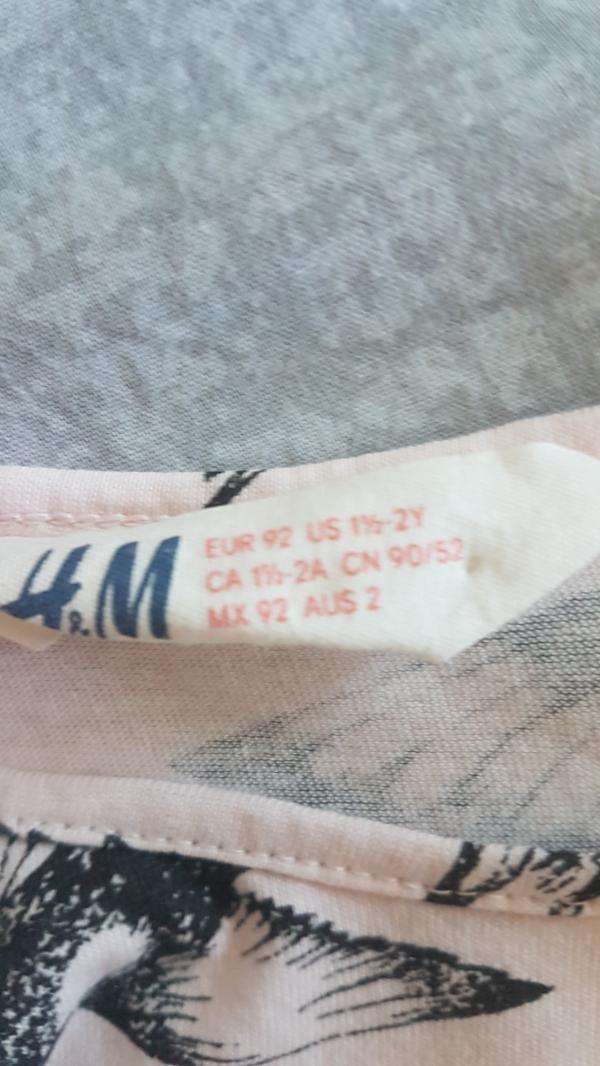 H&M
EUR 92 US 1½-2Y
CA 1½-2A CN 90/52
MX 92 AUS 2